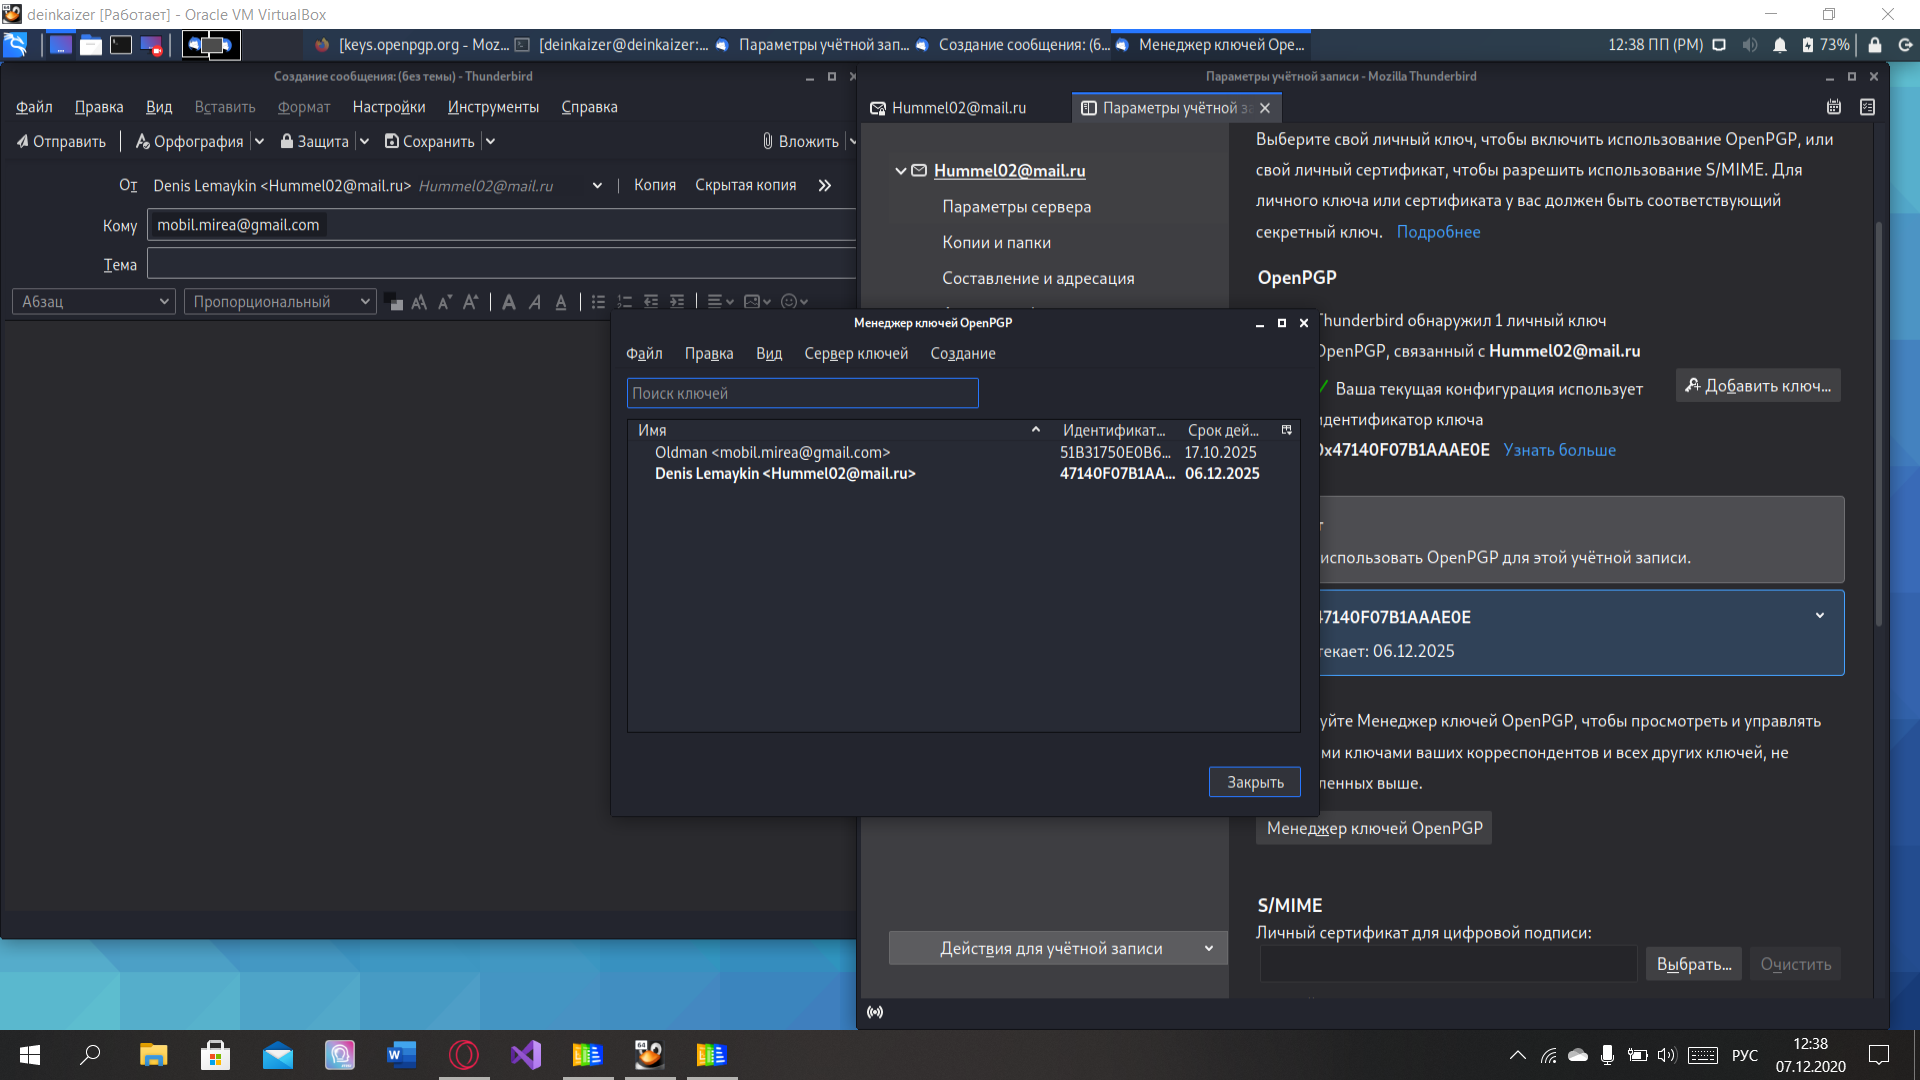 deinkaizer [Работает] - Oracle VM VirtualBox
[keys.openpgp.org - Moz...
[deinkaizer@deinkaizer:...
Параметры учётной зап...
Создание сообщения: (б...
Менеджер ключей Ope...
12:38 ПП (PM)
73%
Создание сообщения: (без темы) - Thunderbird
Файл Правка Вид Вставить Формат Настройки Инструменты Справка
Отправить Орфография Защита Сохранить Вложить
От Denis Lemaykin <Hummel02@mail.ru> Hummel02@mail.ru Копия Скрытая копия
Кому mobil.mirea@gmail.com
Тема
Абзац Пропорциональный
Параметры учётной записи - Mozilla Thunderbird
Hummel02@mail.ru
Параметры учётной за
Hummel02@mail.ru
Параметры сервера
Копии и папки
Составление и адресация
Действия для учётной записи
Выберите свой личный ключ, чтобы включить использование OpenPGP, или
свой личный сертификат, чтобы разрешить использование S/MIME. Для
личного ключа или сертификата у вас должен быть соответствующий
секретный ключ. Подробнее
OpenPGP
Thunderbird обнаружил 1 личный ключ
OpenPGP, связанный с Hummel02@mail.ru
Ваша текущая конфигурация использует
идентификатор ключа
0x47140F07B1AAAE0E Узнать больше
Добавить ключ...
т
использовать OpenPGP для этой учётной записи.
47140F07B1AAAE0E
текает: 06.12.2025
уйте Менеджер ключей OpenPGP, чтобы просмотреть и управлять
ми ключами ваших корреспондентов и всех других ключей, не
ленных выше.
Менеджер ключей OpenPGP
S/MIME
Личный сертификат для цифровой подписи:
Выбрать... Очистить
Менеджер ключей OpenPGP
Файл Правка Вид Сервер ключей Создание
Поиск ключей
Имя Идентификат... Срок дей...
Oldman <mobil.mirea@gmail.com> 51B31750E0B6... 17.10.2025
Denis Lemaykin <Hummel02@mail.ru> 47140F07B1AA... 06.12.2025
Закрыть
64
РУС
12:38
07.12.2020